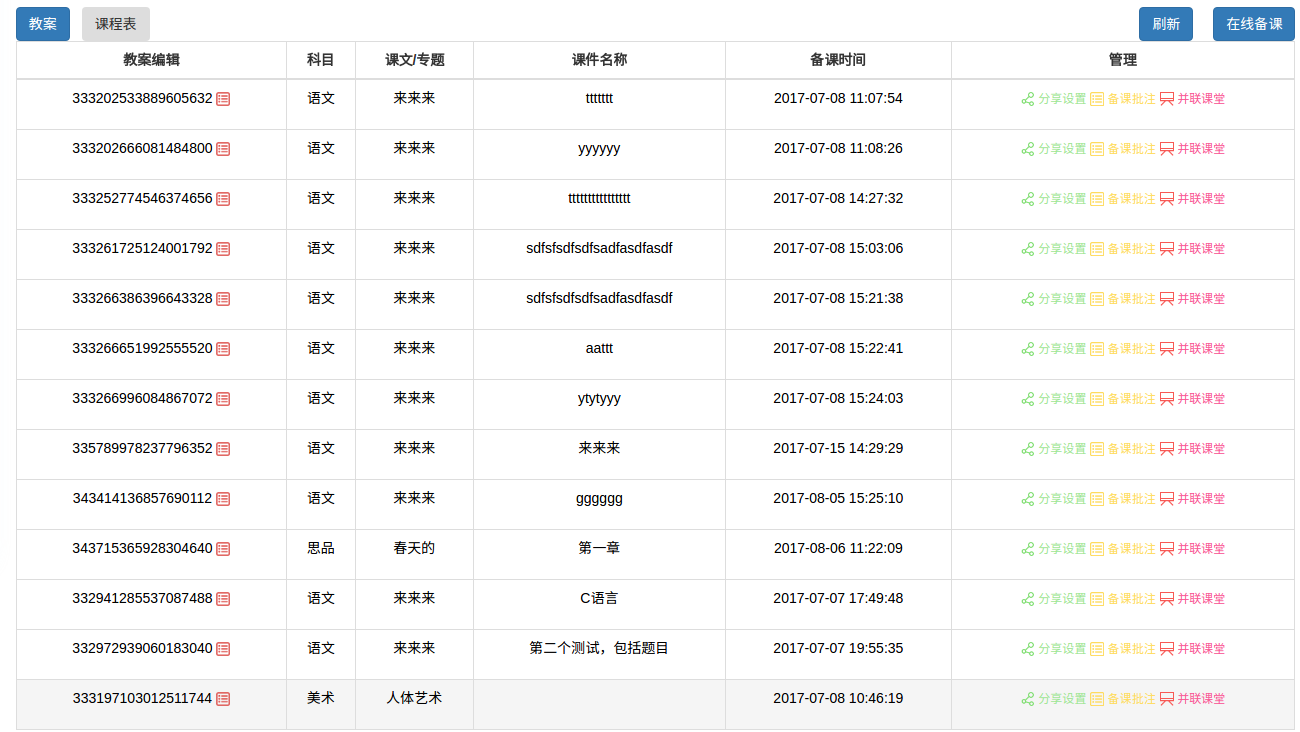 教案 课程表 刷新 在线备课
教案编辑 科目 课文/专题 课件名称 备课时间 管理
333202533889605632 语文 来来来 ttttttt 2017-07-08 11:07:54 分享设置 备课批注 并联课堂
333202666081484800 语文 来来来 yyyyyy 2017-07-08 11:08:26 分享设置 备课批注 并联课堂
333252774546374656 语文 来来来 tttttttttttttttt 2017-07-08 14:27:32 分享设置 备课批注 并联课堂
333261725124001792 语文 来来来 sdfsfsdfsdfsadfasdfasdf 2017-07-08 15:03:06 分享设置 备课批注 并联课堂
333266386396643328 语文 来来来 sdfsfsdfsdfsadfasdfasdf 2017-07-08 15:21:38 分享设置 备课批注 并联课堂
333266651992555520 语文 来来来 aattt 2017-07-08 15:22:41 分享设置 备课批注 并联课堂
333266996084867072 语文 来来来 ytytyyy 2017-07-08 15:24:03 分享设置 备课批注 并联课堂
335789978237796352 语文 来来来 来来来 2017-07-15 14:29:29 分享设置 备课批注 并联课堂
343414136857690112 语文 来来来 gggggg 2017-08-05 15:25:10 分享设置 备课批注 并联课堂
343715365928304640 思品 春天的 第一章 2017-08-06 11:22:09 分享设置 备课批注 并联课堂
332941285537087488 语文 来来来 C语言 2017-07-07 17:49:48 分享设置 备课批注 并联课堂
332972939060183040 语文 来来来 第二个测试，包括题目 2017-07-07 19:55:35 分享设置 备课批注 并联课堂
333197103012511744 美术 人体艺术 2017-07-08 10:46:19 分享设置 备课批注 并联课堂